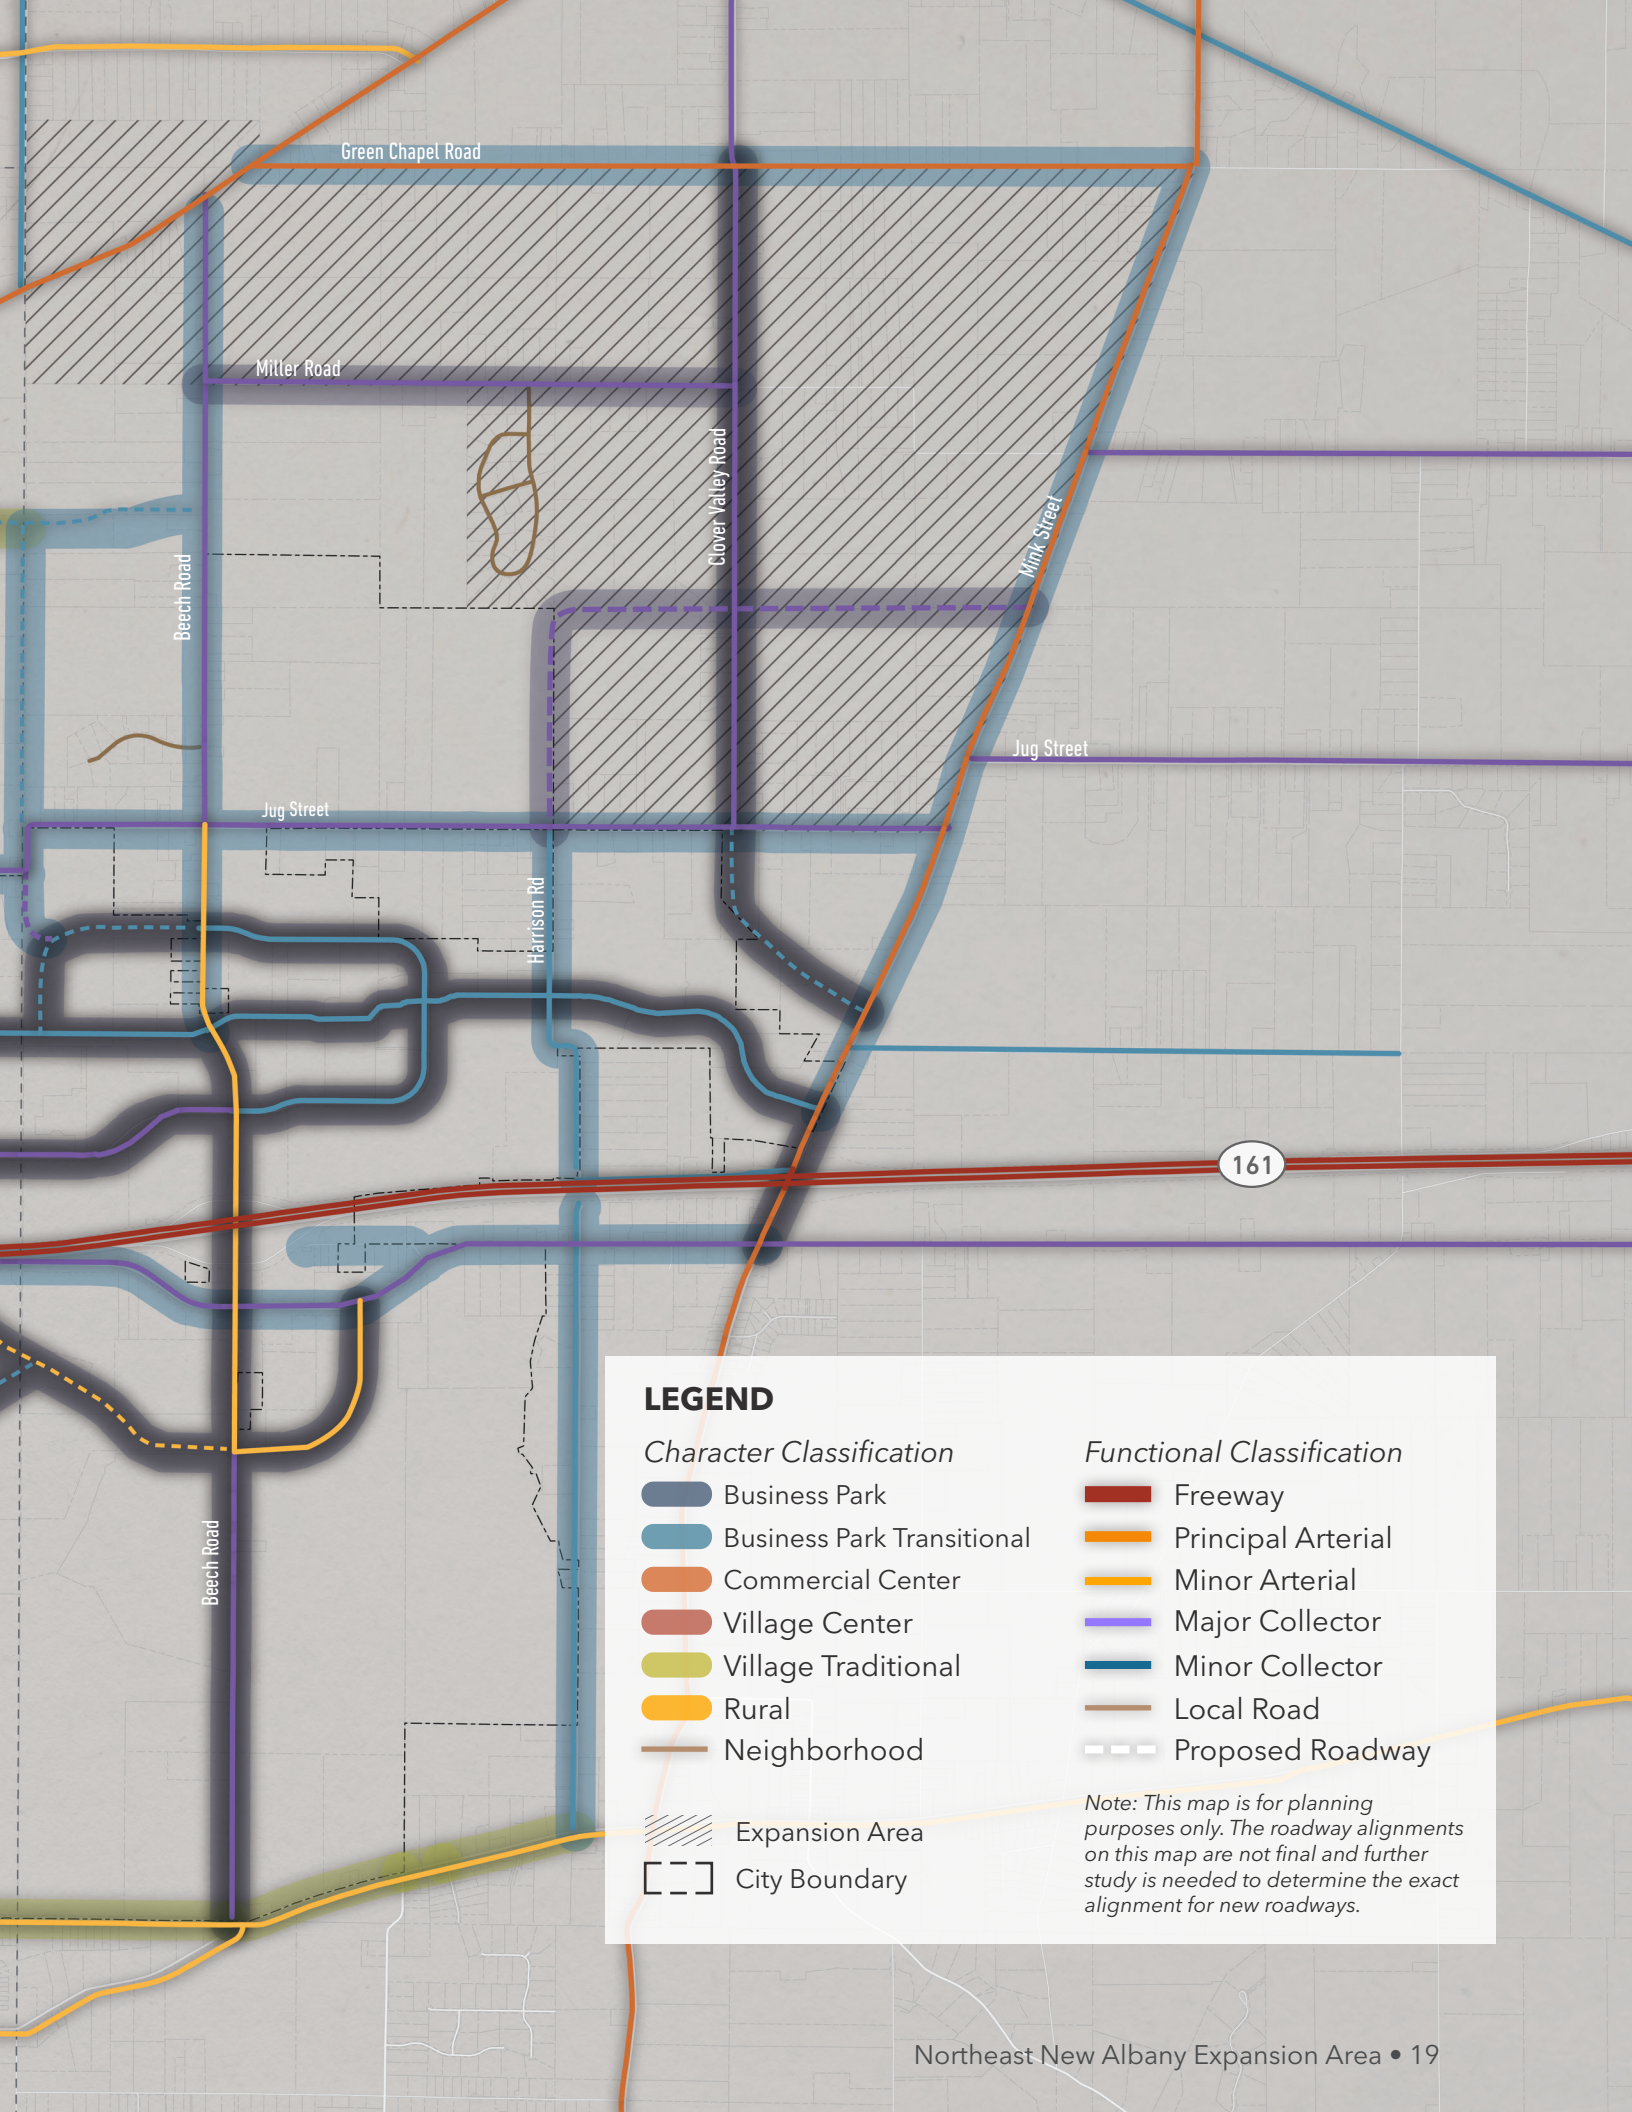 Green Chapel Road
Miller Road
Clover Valley Road
Mink Street
Beech Road
Jug Street
Jug Street
Harrison Rd
161
Beech Road
LEGEND
Character Classification
Business Park
Business Park Transitional
Commercial Center
Village Center
Village Traditional
Rural
Neighborhood
Expansion Area
City Boundary
Functional Classification
Freeway
Principal Arterial
Minor Arterial
Major Collector
Minor Collector
Local Road
Proposed Roadway
Note: This map is for planning
purposes only. The roadway alignments
on this map are not final and further
study is needed to determine the exact
alignment for new roadways.
Northeast New Albany Expansion Area • 19